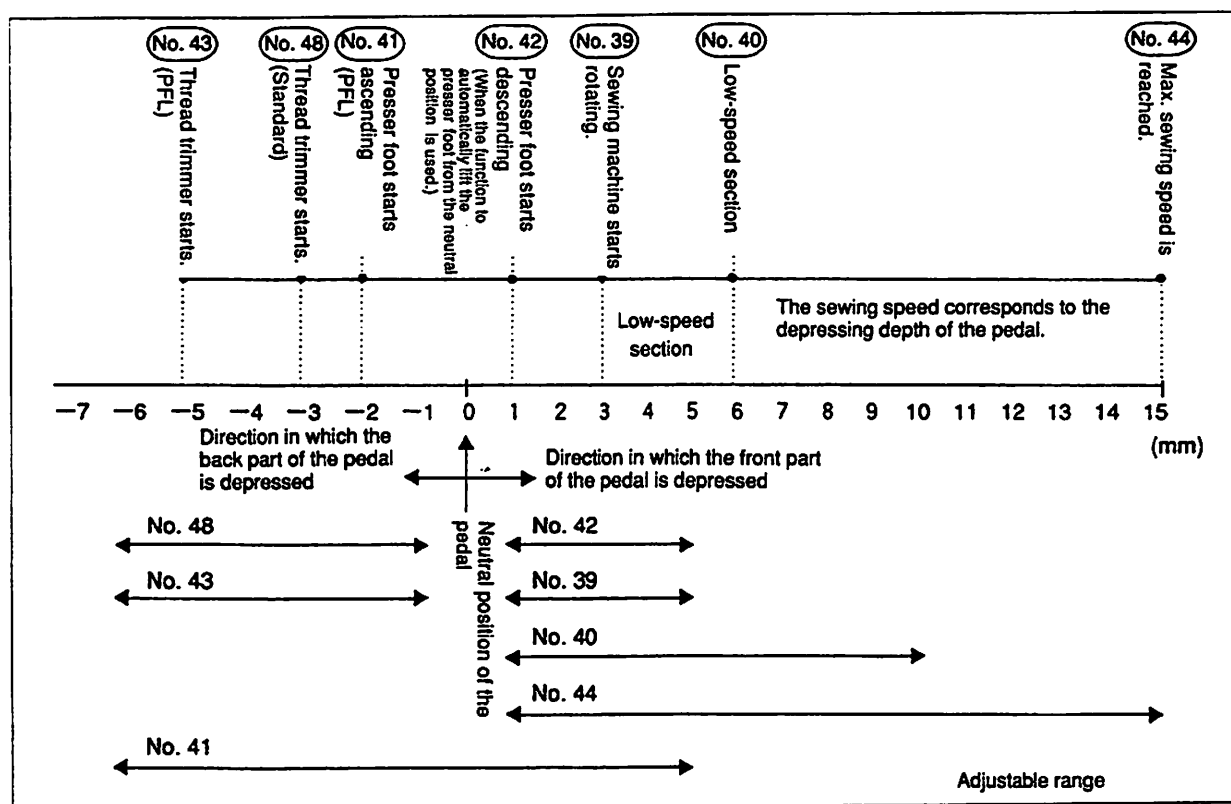 No. 43
No. 48
No. 41
No. 42
No. 39
No. 40
No. 44
Thread trimmer starts.
(PFL)
Thread trimmer starts.
(Standard)
Presser foot starts
ascending
(PFL)
Presser foot starts
descending
(When the function to
automatically lift the
presser foot from the neutral
position is used.)
Sewing machine starts
rotating.
Low-speed section
Max. sewing speed is
reached.
Low-speed
section
The sewing speed corresponds to the
depressing depth of the pedal.
−7 −6 −5 −4 −3 −2 −1 0 1 2 3 4 5 6 7 8 9 10 11 12 13 14 15
(mm)
Direction in which the
back part of the pedal
is depressed
Direction in which the front part
of the pedal is depressed
Neutral position of the
pedal
No. 48
No. 42
No. 43
No. 39
No. 40
No. 44
No. 41
Adjustable range